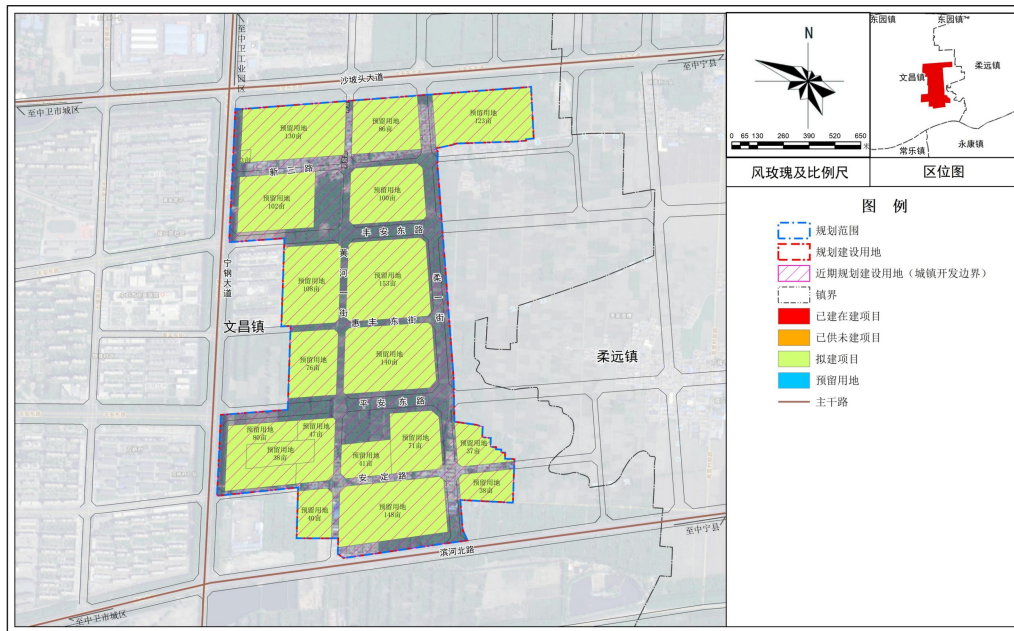 至中卫工业园区
沙坡头大道
至中宁县
至中卫市城区
预留用地
130亩
预留用地
86亩
预留用地
123亩
新二路
预留用地
102亩
预留用地
100亩
丰安东路
宁钢大道
黄河一街
柔一街
预留用地
108亩
预留用地
153亩
惠丰东街
文昌镇
柔远镇
预留用地
76亩
预留用地
140亩
平安东路
预留用地
80亩
预留用地
47亩
预留用地
38亩
预留用地
41亩
预留用地
71亩
预留用地
37亩
安定路
预留用地
38亩
预留用地
40亩
预留用地
148亩
滨河北路
至中宁县
至中卫市城区
0 65 130 260 390 520 650
米
风玫瑰及比例尺
东园镇
东园镇
文昌镇
柔远镇
常乐镇
永康镇
区位图
图 例
规划范围
规划建设用地
近期规划建设用地（城镇开发边界）
镇界
已建在建项目
已供未建项目
拟建项目
预留用地
主干路